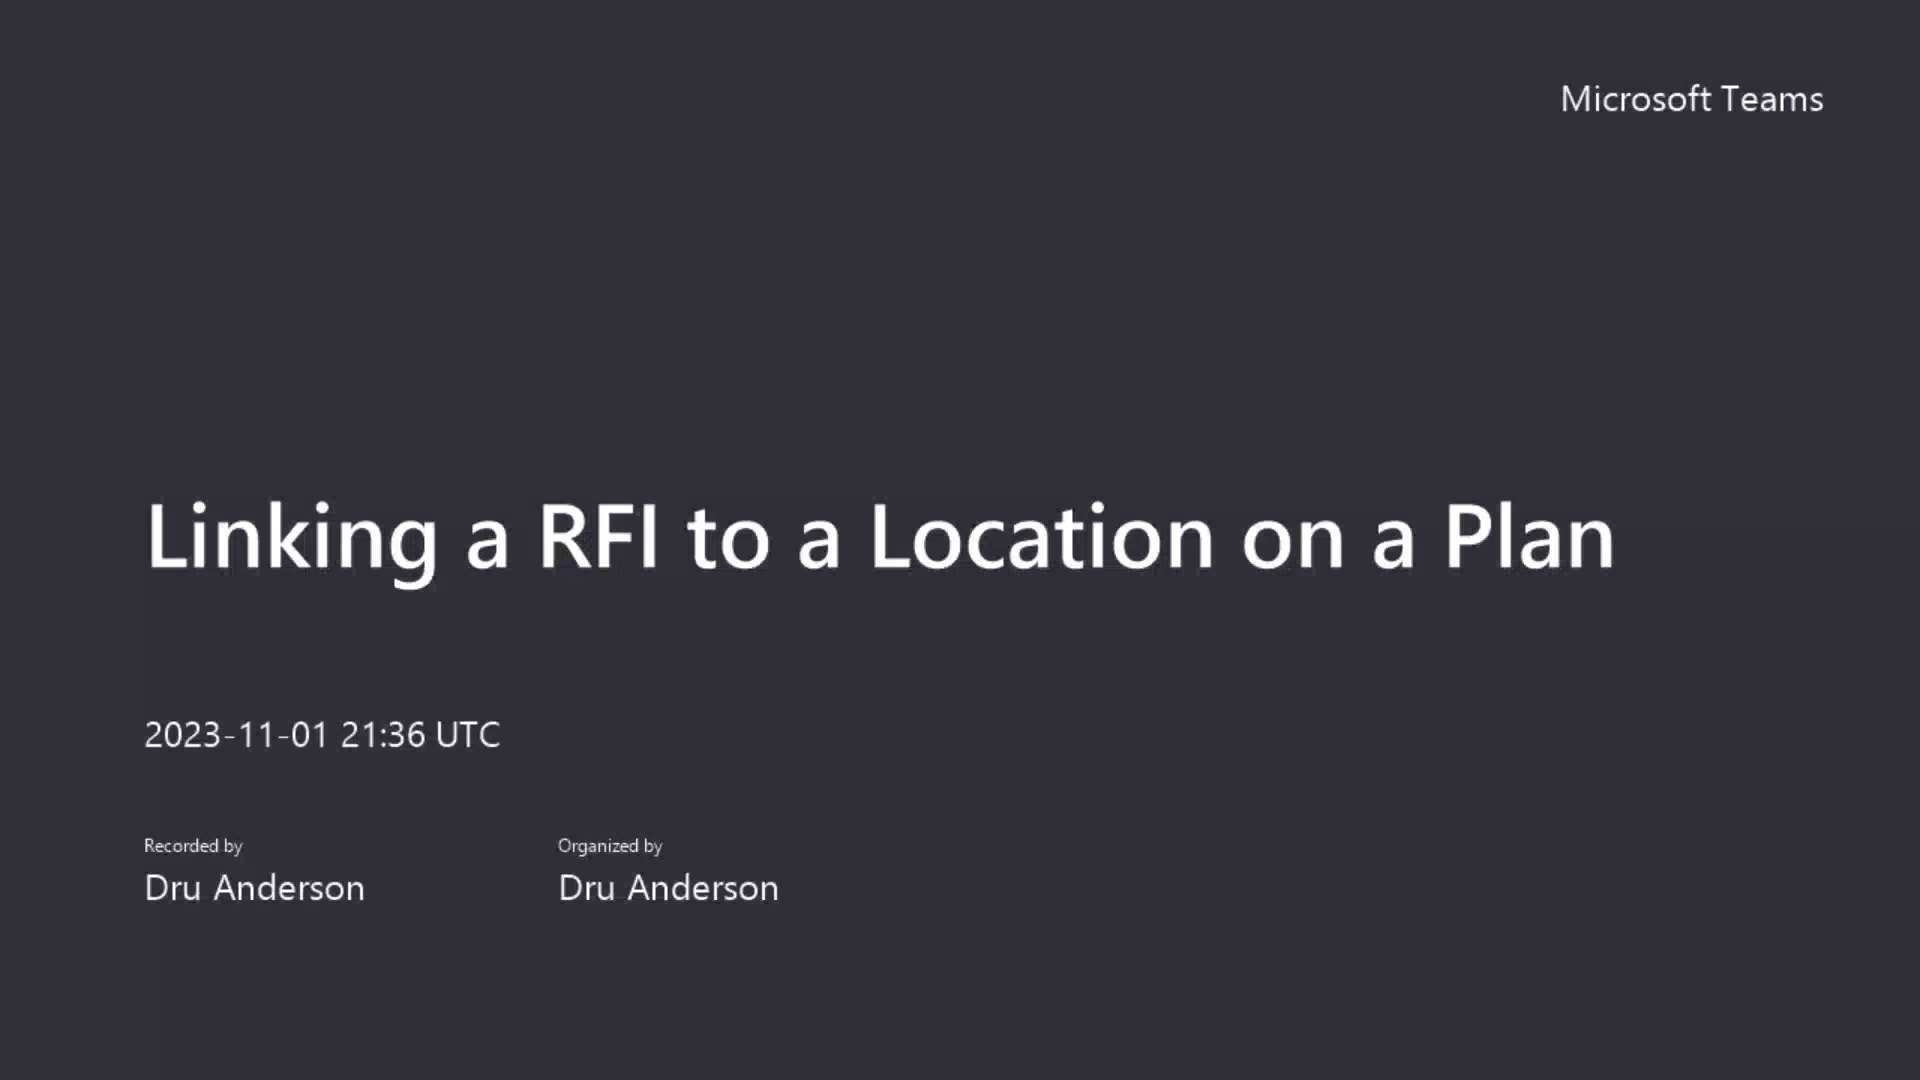 Microsoft Teams
Linking a RFI to a Location on a Plan
2023-11-01 21:36 UTC
Recorded by
Dru Anderson
Organized by
Dru Anderson